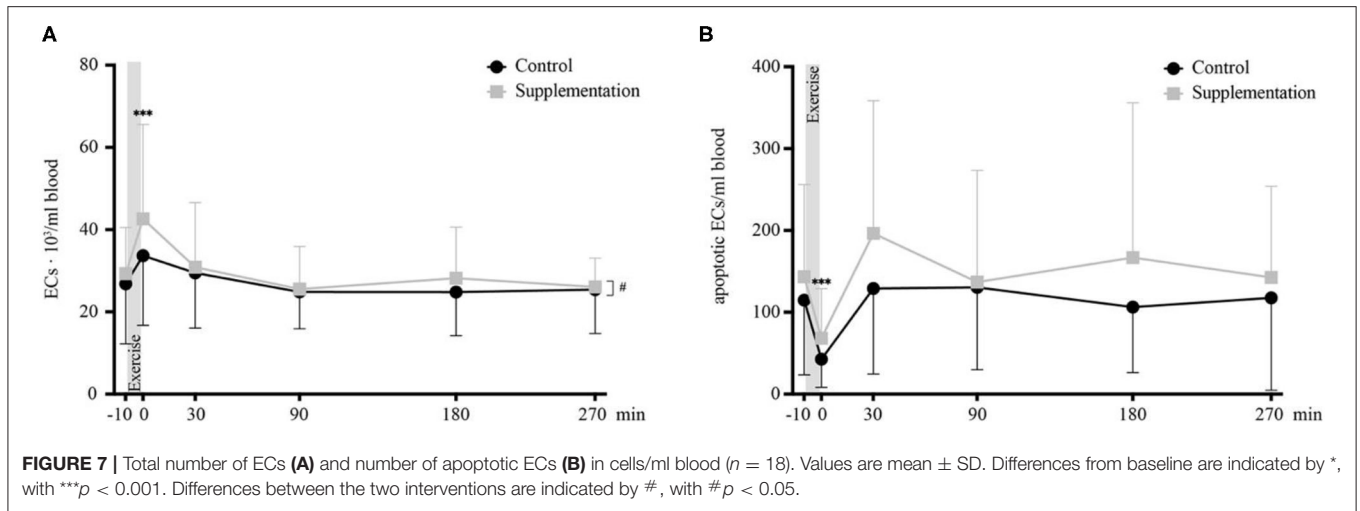 A
80
60
40
20
0
ECs · 10³/ml blood
Exercise
***
Control
Supplementation
#
-10 0 30 90 180 270 min
B
400
300
200
100
0
apoptotic ECs/ml blood
Exercise
***
Control
Supplementation
-10 0 30 90 180 270 min
FIGURE 7 | Total number of ECs (A) and number of apoptotic ECs (B) in cells/ml blood (n = 18). Values are mean ± SD. Differences from baseline are indicated by *,
with ***p < 0.001. Differences between the two interventions are indicated by #, with #p < 0.05.